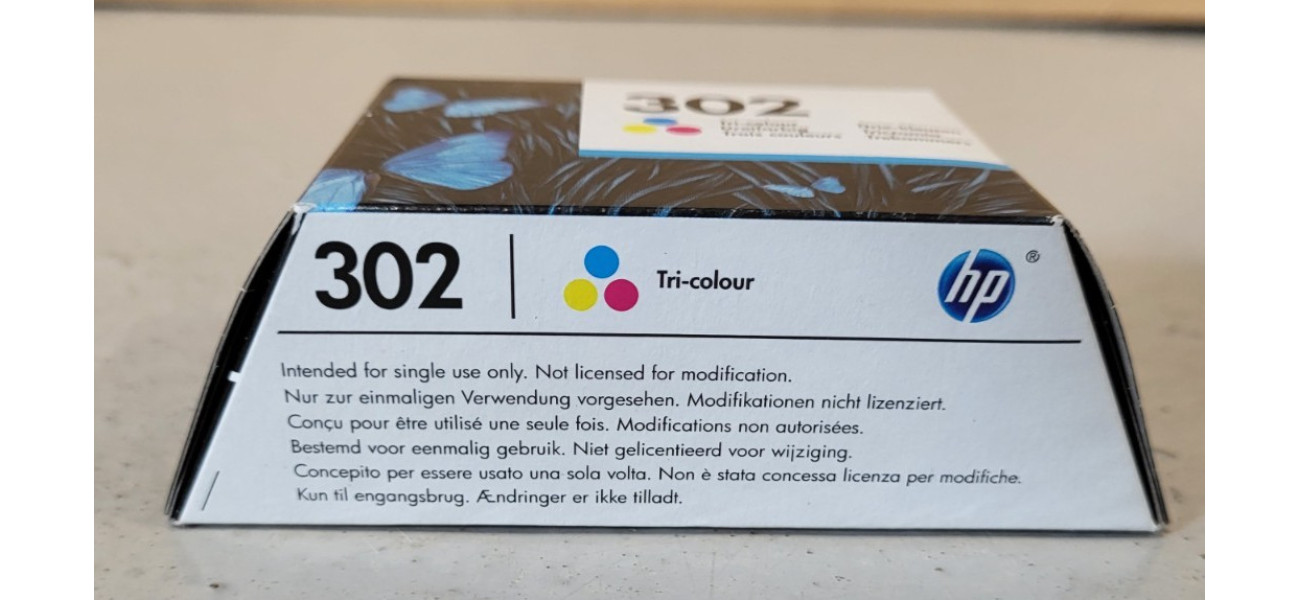 302
Tri-colour
Dreifarbig
Trois couleurs
302
Tri-colour
hp®
Intended for single use only. Not licensed for modification.
Nur zur einmaligen Verwendung vorgesehen. Modifikationen nicht lizenziert.
Conçu pour être utilisé une seule fois. Modifications non autorisées.
Bestemd voor eenmalig gebruik. Niet gelicentieerd voor wijziging.
Concepito per essere usato una sola volta. Non è stata concessa licenza per modifiche.
Kun til engangsbrug. Ændringer er ikke tilladt.